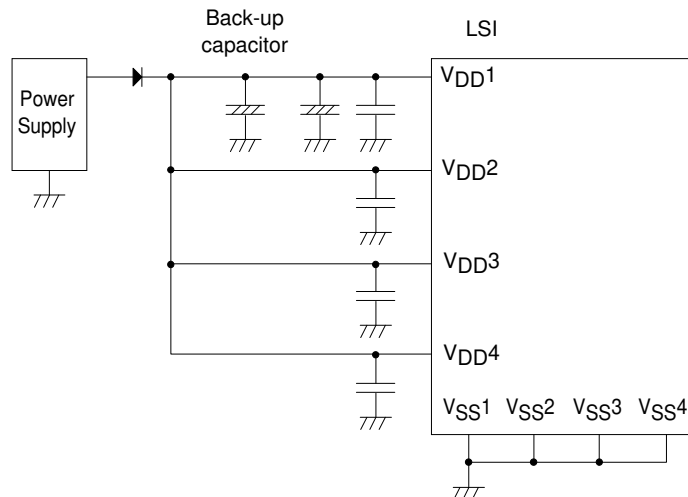 Back-up
capacitor
LSI
Power
Supply
VDD1
VDD2
VDD3
VDD4
VSS1 VSS2 VSS3 VSS4